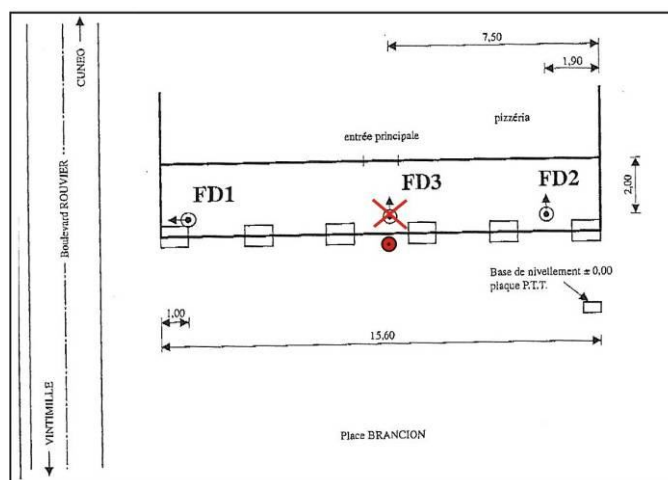 7,50
1,90
CUNEO
pizzéria
entrée principale
FD1
FD3
FD2
2,00
Boulevard ROUVIER
Base de nivellement ± 0,00
plaque P.T.T.
1,00
15,60
VINTIMILLE
Place BRANCION